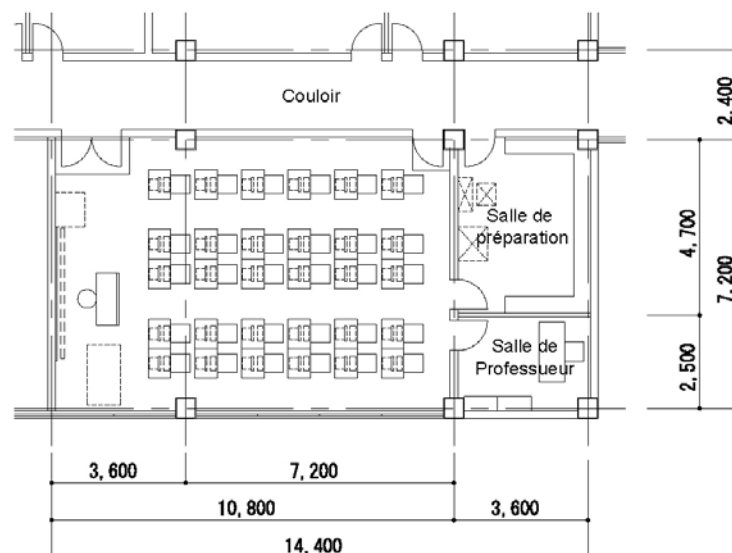 Couloir
2,400
Salle de
préparation
4,700
7,200
Salle de
Professueur
2,500
3,600
7,200
10,800
3,600
14,400